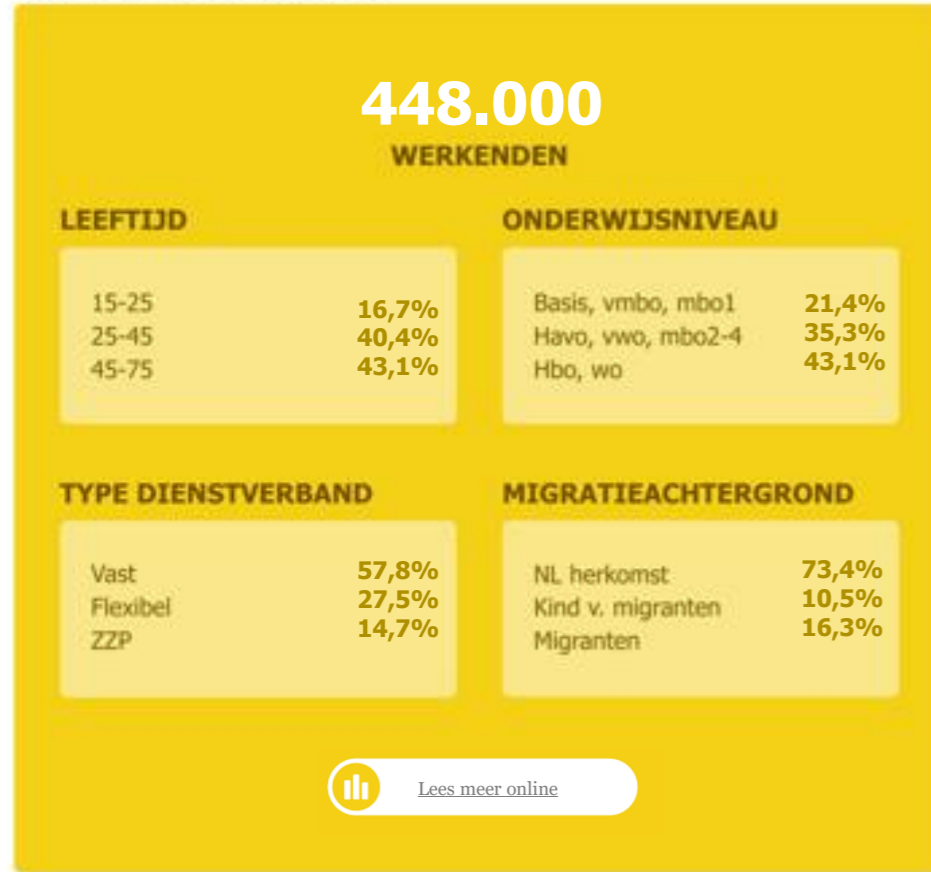 448.000
WERKENDEN
LEEFTIJD
15-25 16,7%
25-45 40,4%
45-75 43,1%
ONDERWIJSNIVEAU
Basis, vmbo, mbo1 21,4%
Havo, vwo, mbo2-4 35,3%
Hbo, wo 43,1%
TYPE DIENSTVERBAND
Vast 57,8%
Flexibel 27,5%
ZZP 14,7%
MIGRATIEACHTERGROND
NL herkomst 73,4%
Kind v. migranten 10,5%
Migranten 16,3%
Lees meer online